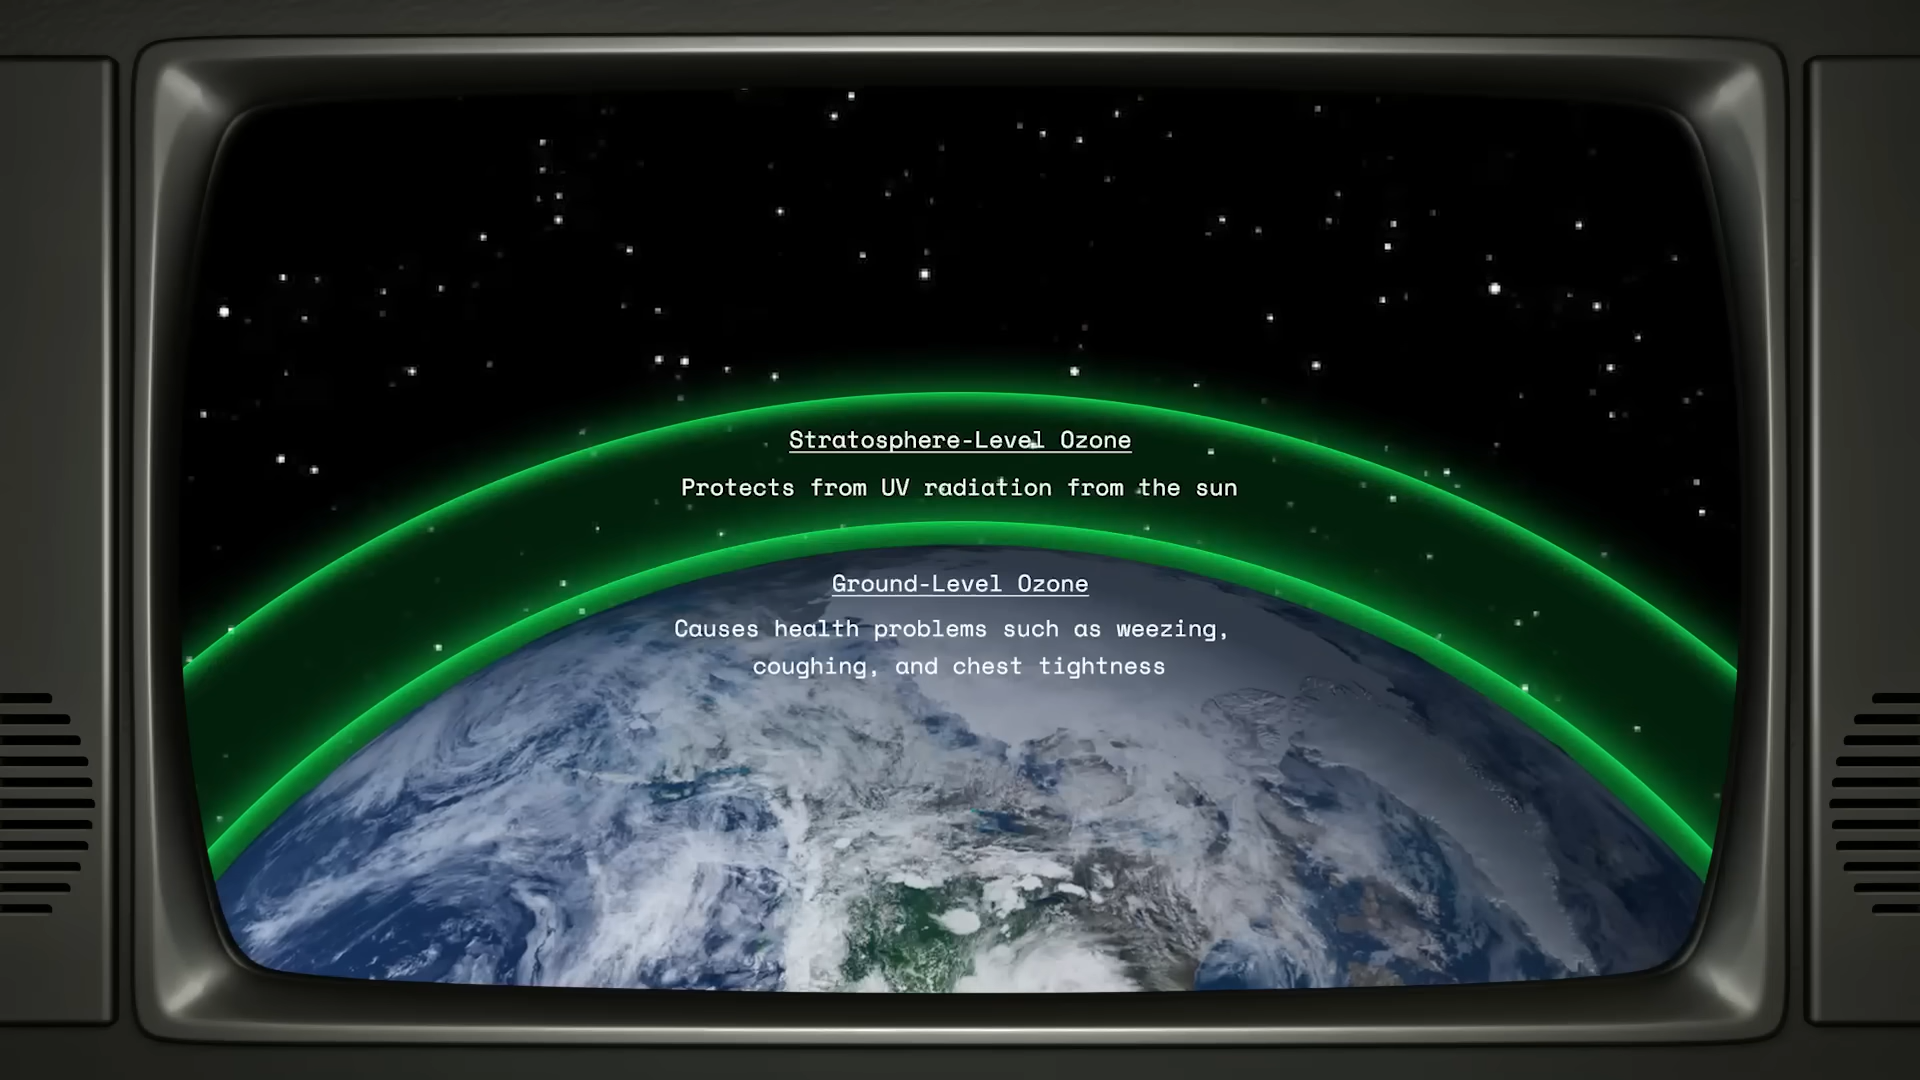 Stratosphere-Level Ozone
Protects from UV radiation from the sun
Ground-Level Ozone
Causes health problems such as weezing,
coughing, and chest tightness